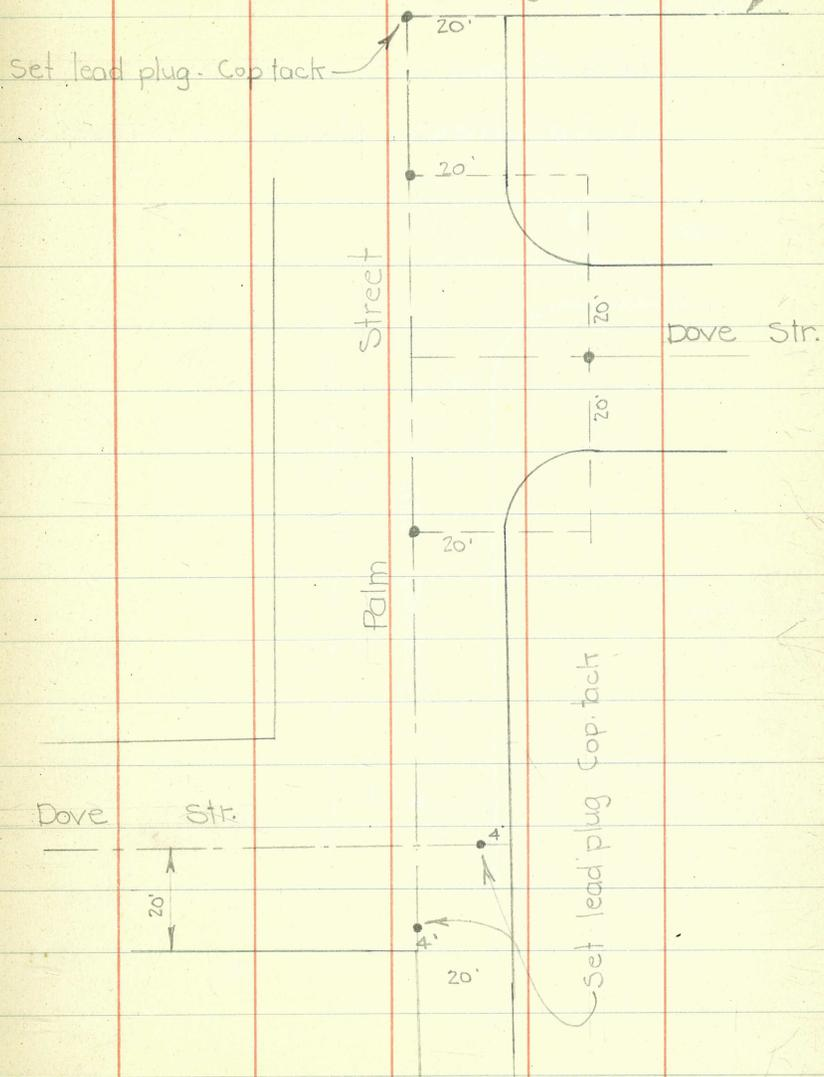 20'
Set lead plug. Cop tack
20'
Street
20'
Dove Str.
20'
20'
Palm
Set lead plug Cop. tack
Dove Str.
4'
20'
4'
20'